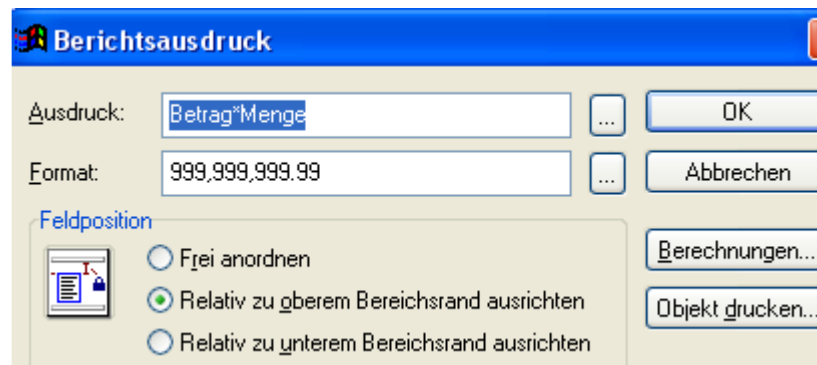 Berichtsausdruck
Ausdruck: Betrag*Menge ... OK
Format: 999,999,999.99 ... Abbrechen
Feldposition
Frei anordnen
Berechnungen...
Relativ zu oberem Bereichsrand ausrichten
Objekt drucken...
Relativ zu unterem Bereichsrand ausrichten